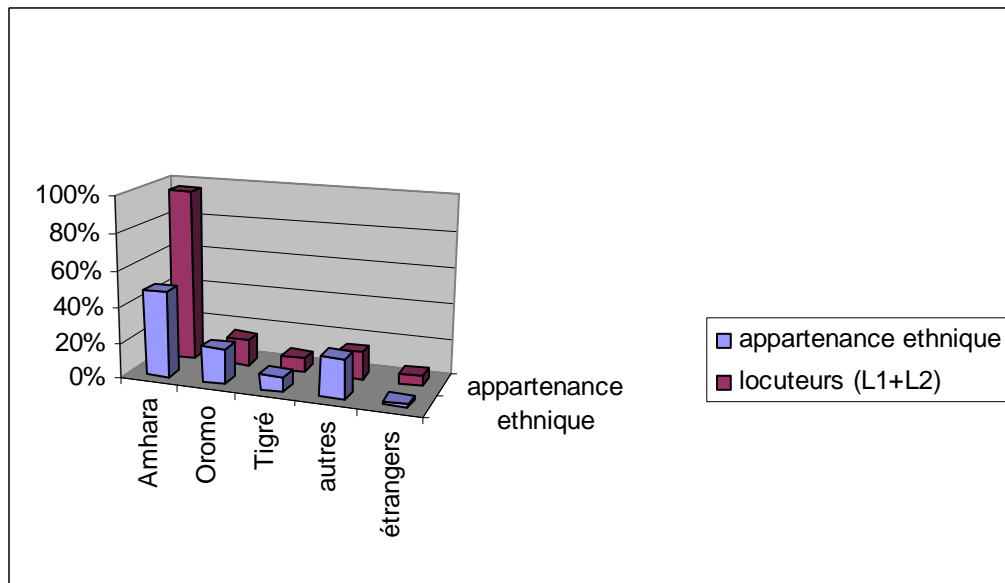 100%
80%
60%
40%
20%
0%
Amhara
Oromo
Tigré
autres
étrangers
appartenance
ethnique
appartenance ethnique
locuteurs (L1+L2)